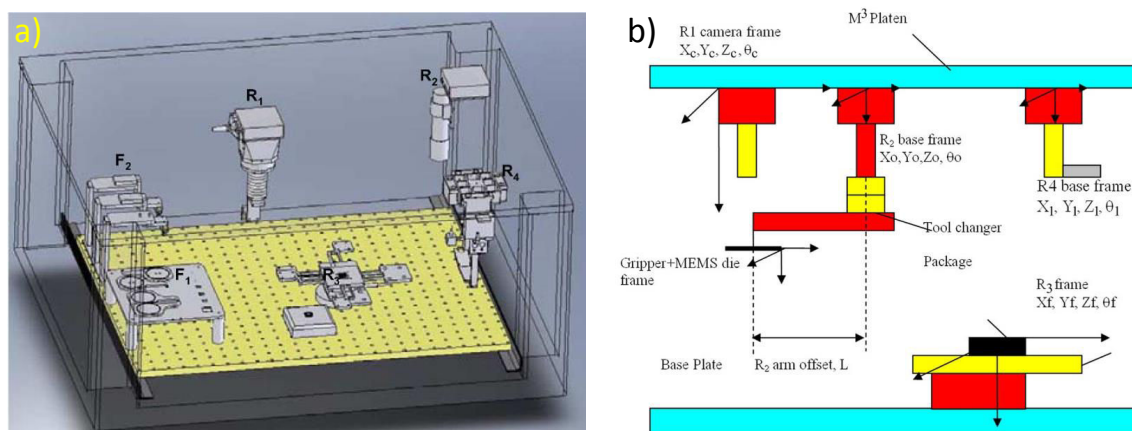 a)
R1
R2
F2
R4
F1
R3
b)
M³ Platen
R1 camera frame
Xc, Yc, Zc, θc
R2 base frame
Xo, Yo,Zo, θo
R4 base frame
X1, Y1, Z1, θ1
Tool changer
Gripper+MEMS die
frame
Package
R3 frame
Xf, Yf, Zf, θf
Base Plate
R2 arm offset, L